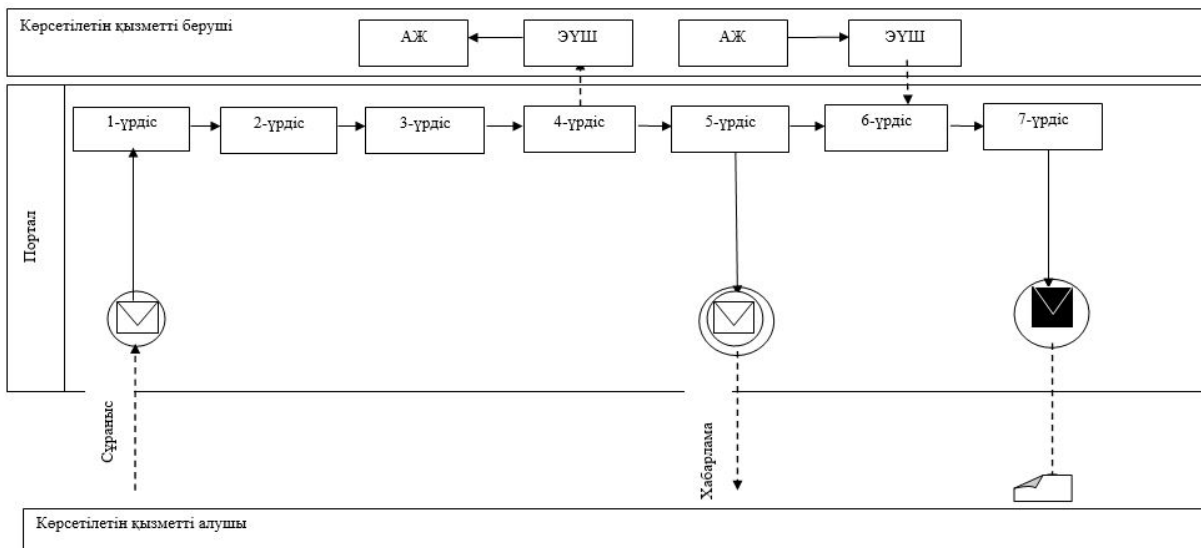 Көрсетілетін қызметті беруші
АЖ
ЭҮШ
АЖ
ЭҮШ
1-үрдіс
2-үрдіс
3-үрдіс
4-үрдіс
5-үрдіс
6-үрдіс
7-үрдіс
Портал
Сұраныс
Хабарлама
Көрсетілетін қызметті алушы